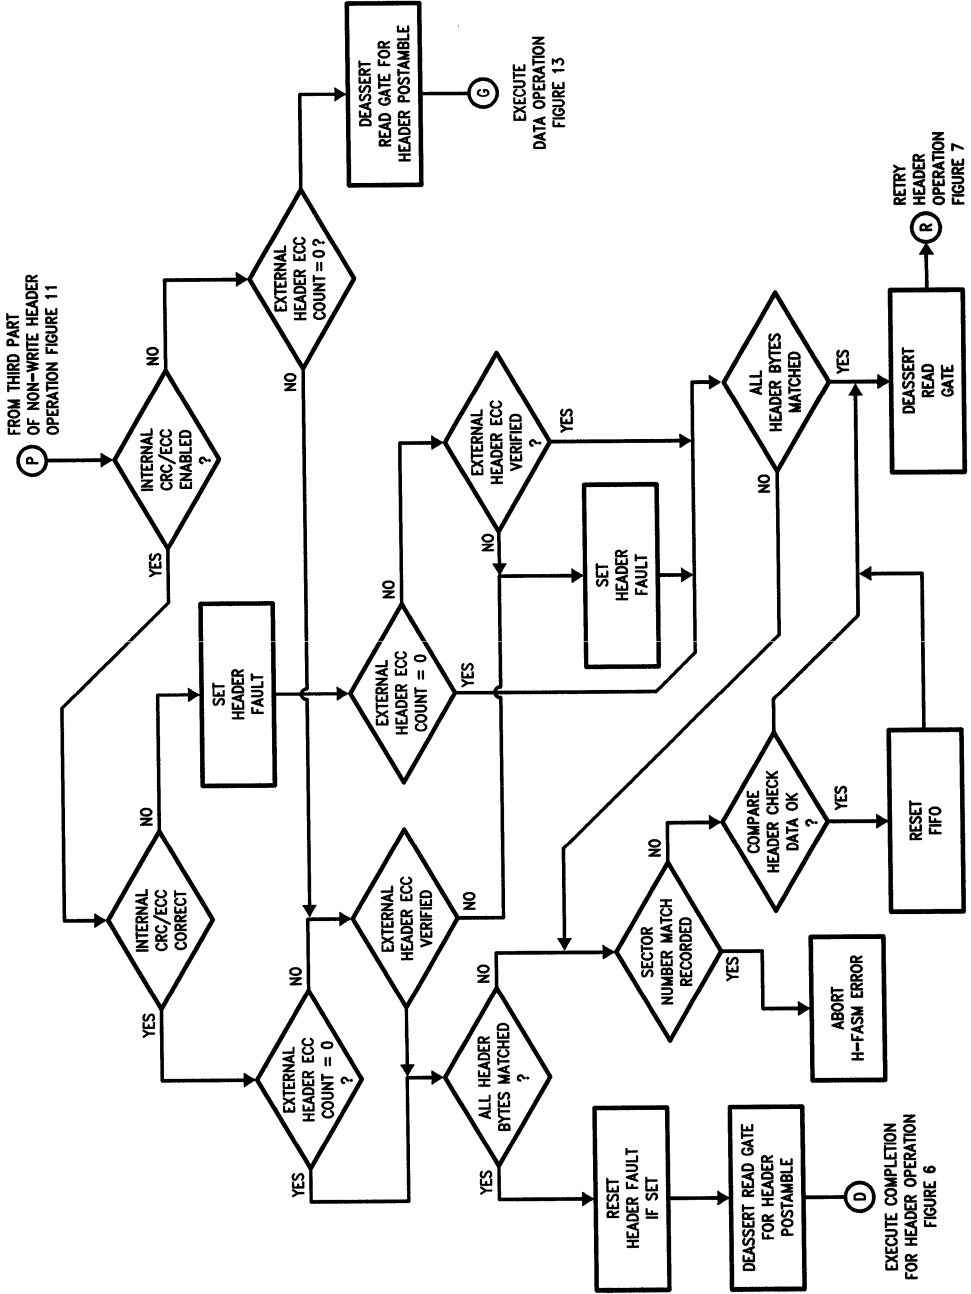 FROM THIRD PART
OF NON-WRITE HEADER
OPERATION FIGURE 11
P
INTERNAL
CRC/ECC
ENABLED
?
YES
NO
INTERNAL
CRC/ECC
CORRECT
YES
NO
SET
HEADER
FAULT
EXTERNAL
HEADER ECC
COUNT = 0?
NO
DEASSERT
READ GATE FOR
HEADER POSTAMBLE
G
EXECUTE
DATA OPERATION
FIGURE 13
EXTERNAL
HEADER ECC
COUNT = 0
?
YES
NO
EXTERNAL
HEADER ECC
VERIFIED
NO
EXTERNAL
HEADER ECC
COUNT = 0
YES
NO
EXTERNAL
HEADER ECC
VERIFIED
?
NO
YES
SET
HEADER
FAULT
ALL HEADER
BYTES MATCHED
?
YES
NO
RESET
HEADER FAULT
IF SET
DEASSERT READ GATE
FOR HEADER
POSTAMBLE
D
EXECUTE COMPLETION
FOR HEADER OPERATION
FIGURE 6
SECTOR
NUMBER MATCH
RECORDED
YES
NO
ABORT
H-FASM ERROR
COMPARE
HEADER CHECK
DATA OK
?
YES
RESET
FIFO
ALL
HEADER BYTES
MATCHED
NO
YES
DEASSERT
READ
GATE
R
RETRY
HEADER
OPERATION
FIGURE 7